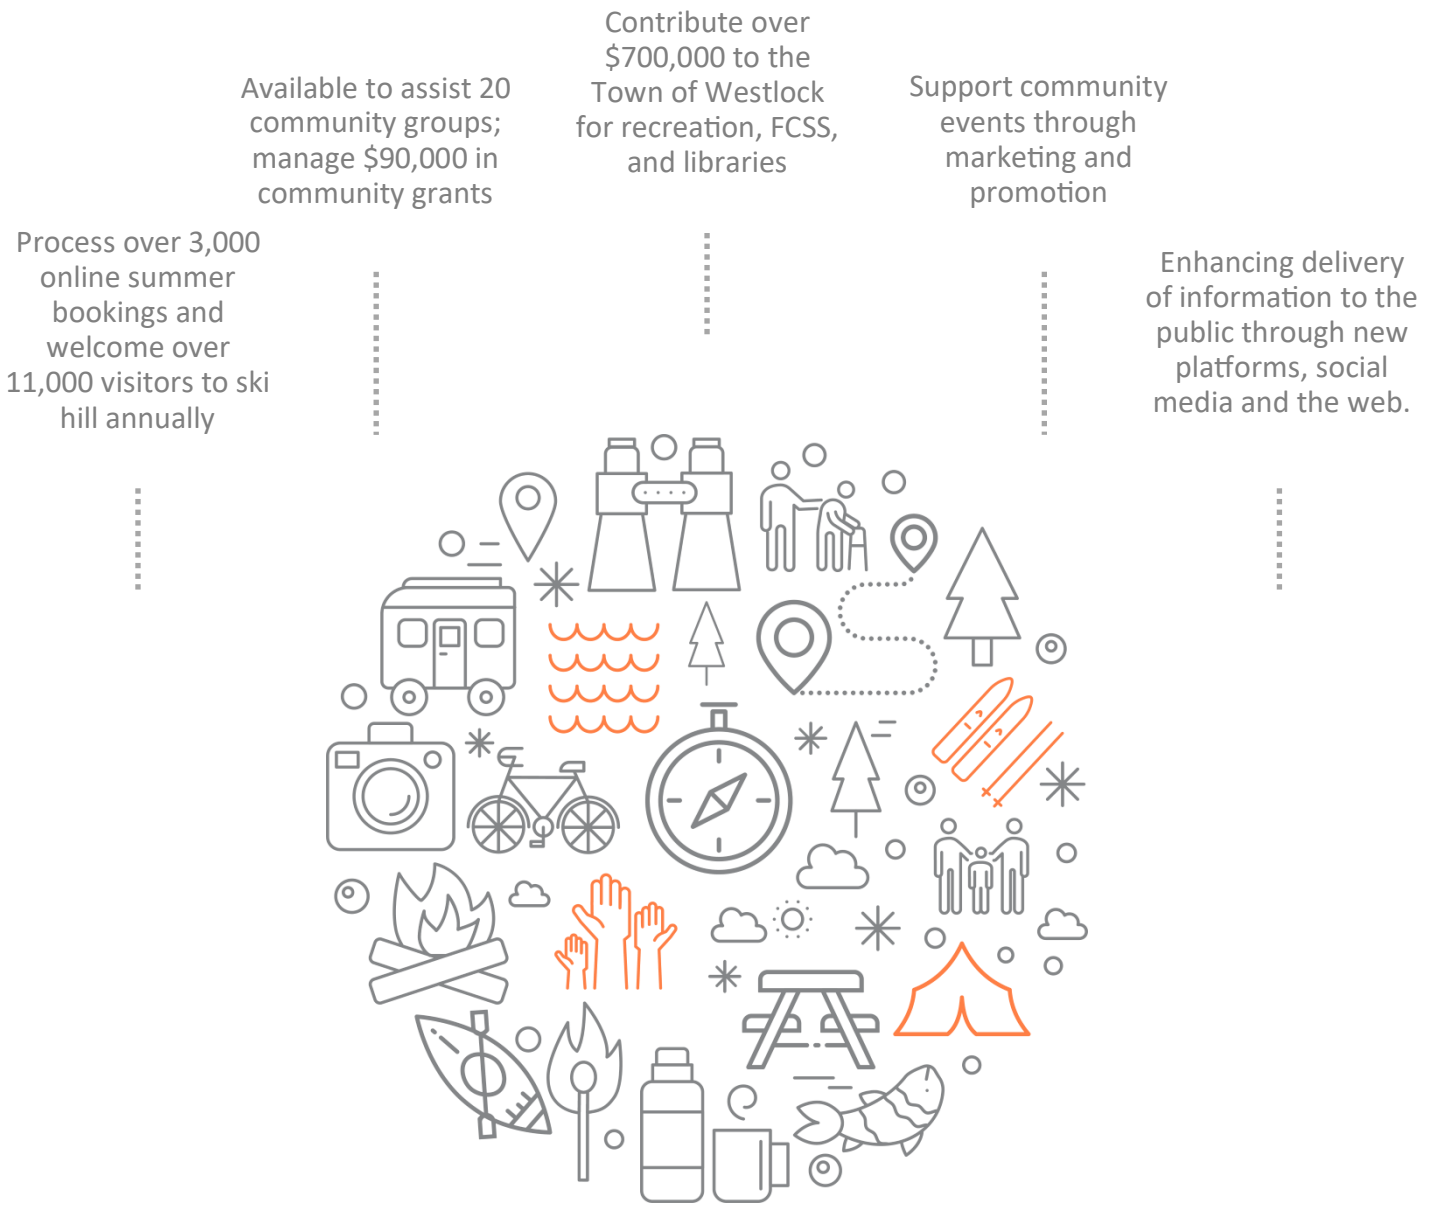 Process over 3,000
online summer
bookings and
welcome over
11,000 visitors to ski
hill annually
Available to assist 20
community groups;
manage $90,000 in
community grants
Contribute over
$700,000 to the
Town of Westlock
for recreation, FCSS,
and libraries
Support community
events through
marketing and
promotion
Enhancing delivery
of information to the
public through new
platforms, social
media and the web.